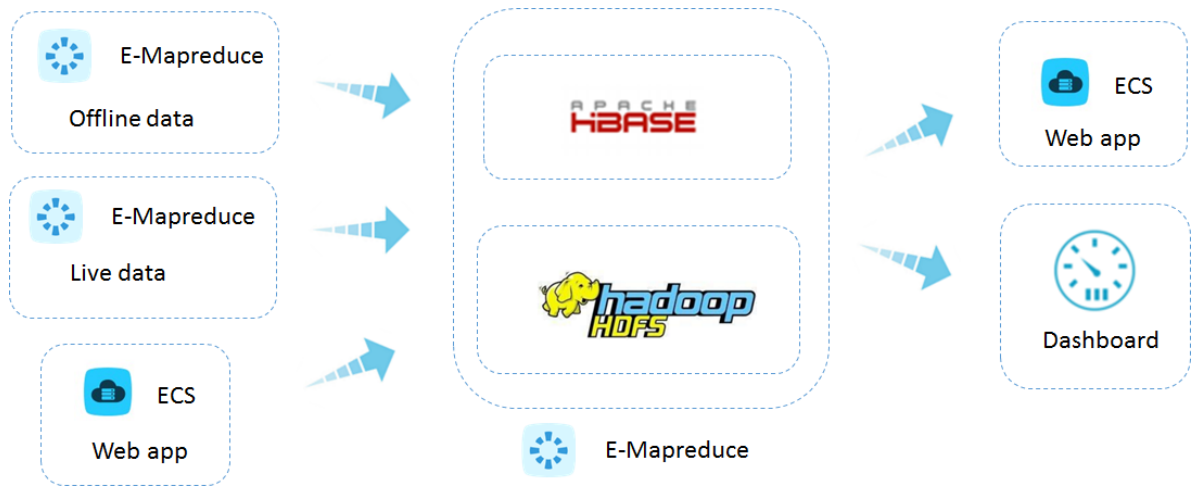 E-Mapreduce
Offline data
E-Mapreduce
Live data
ECS
Web app
APACHE
HBASE
hadoop
HDFS
E-Mapreduce
ECS
Web app
Dashboard